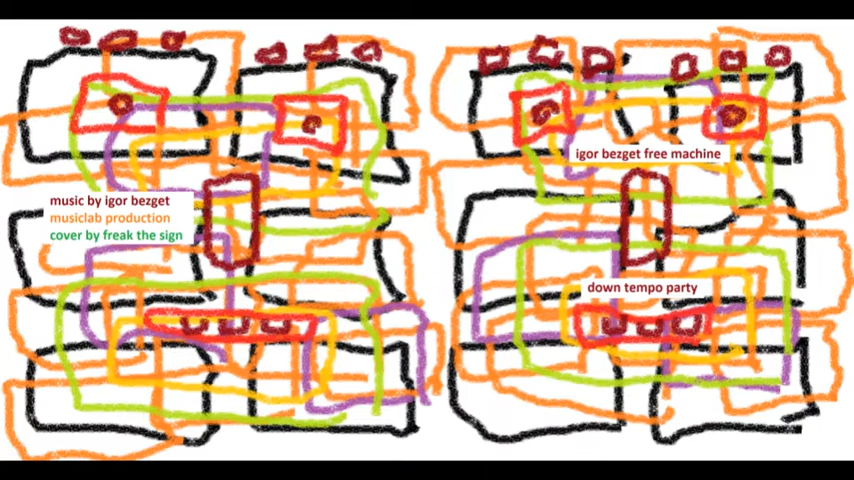 music by igor bezget
musiclab production
cover by freak the sign
igor bezget free machine
down tempo party